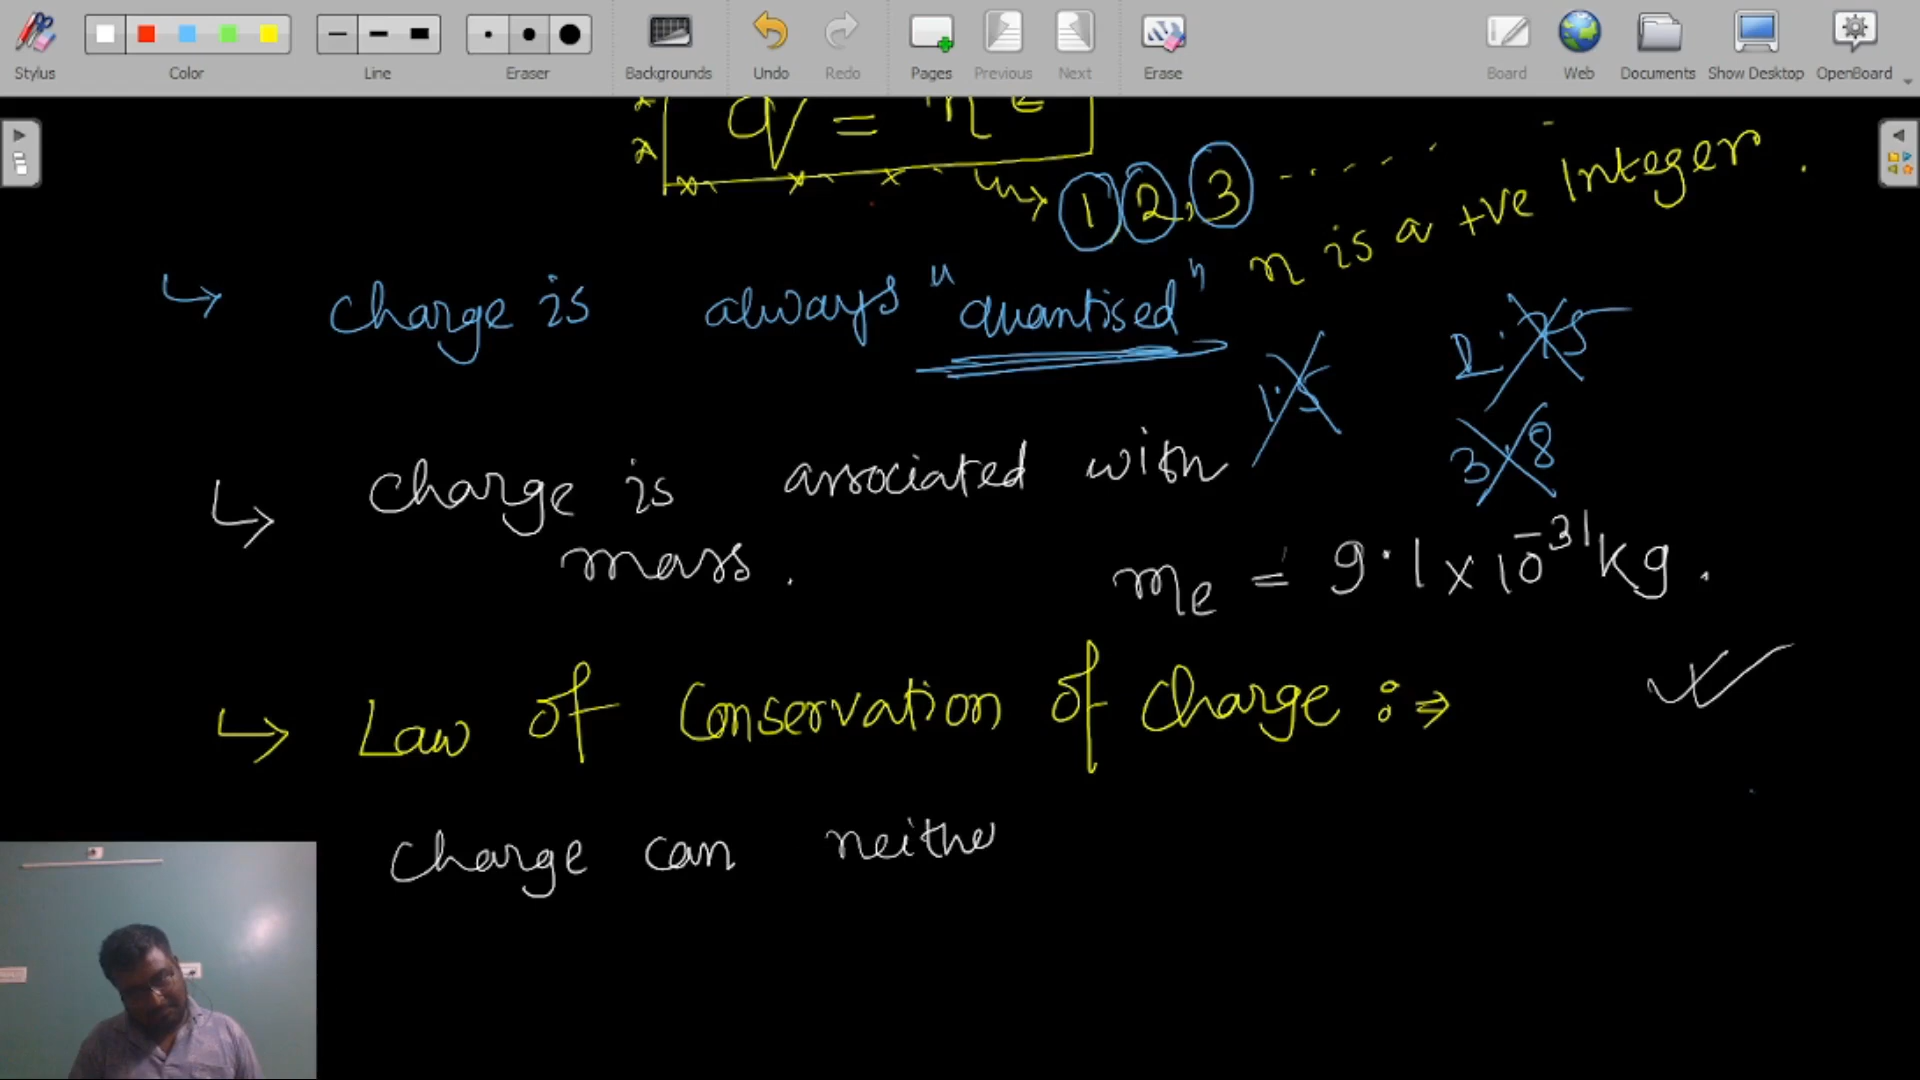 Stylus Color Line Eraser Backgrounds Undo Redo Pages Previous Next Erase Board Web Documents Show Desktop OpenBoard
q = ne
1, 2, 3 ......
n is a +ve Integer.
↳ charge is always "quantised"
1.5 2.75
3.8
↳ charge is associated with
mass.
me = 9.1 x 10^-31 kg.
↳ Law of Conservation of charge :⇒
charge can neithe